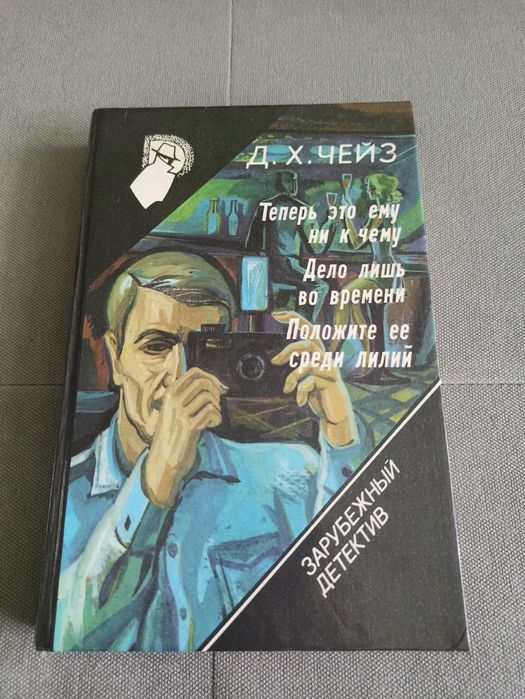 Д. Х. ЧЕЙЗ
Теперь это ему
ни к чему
Дело лишь
во времени
Положите ее
среди лилий
ЗАРУБЕЖНЫЙ
ДЕТЕКТИВ